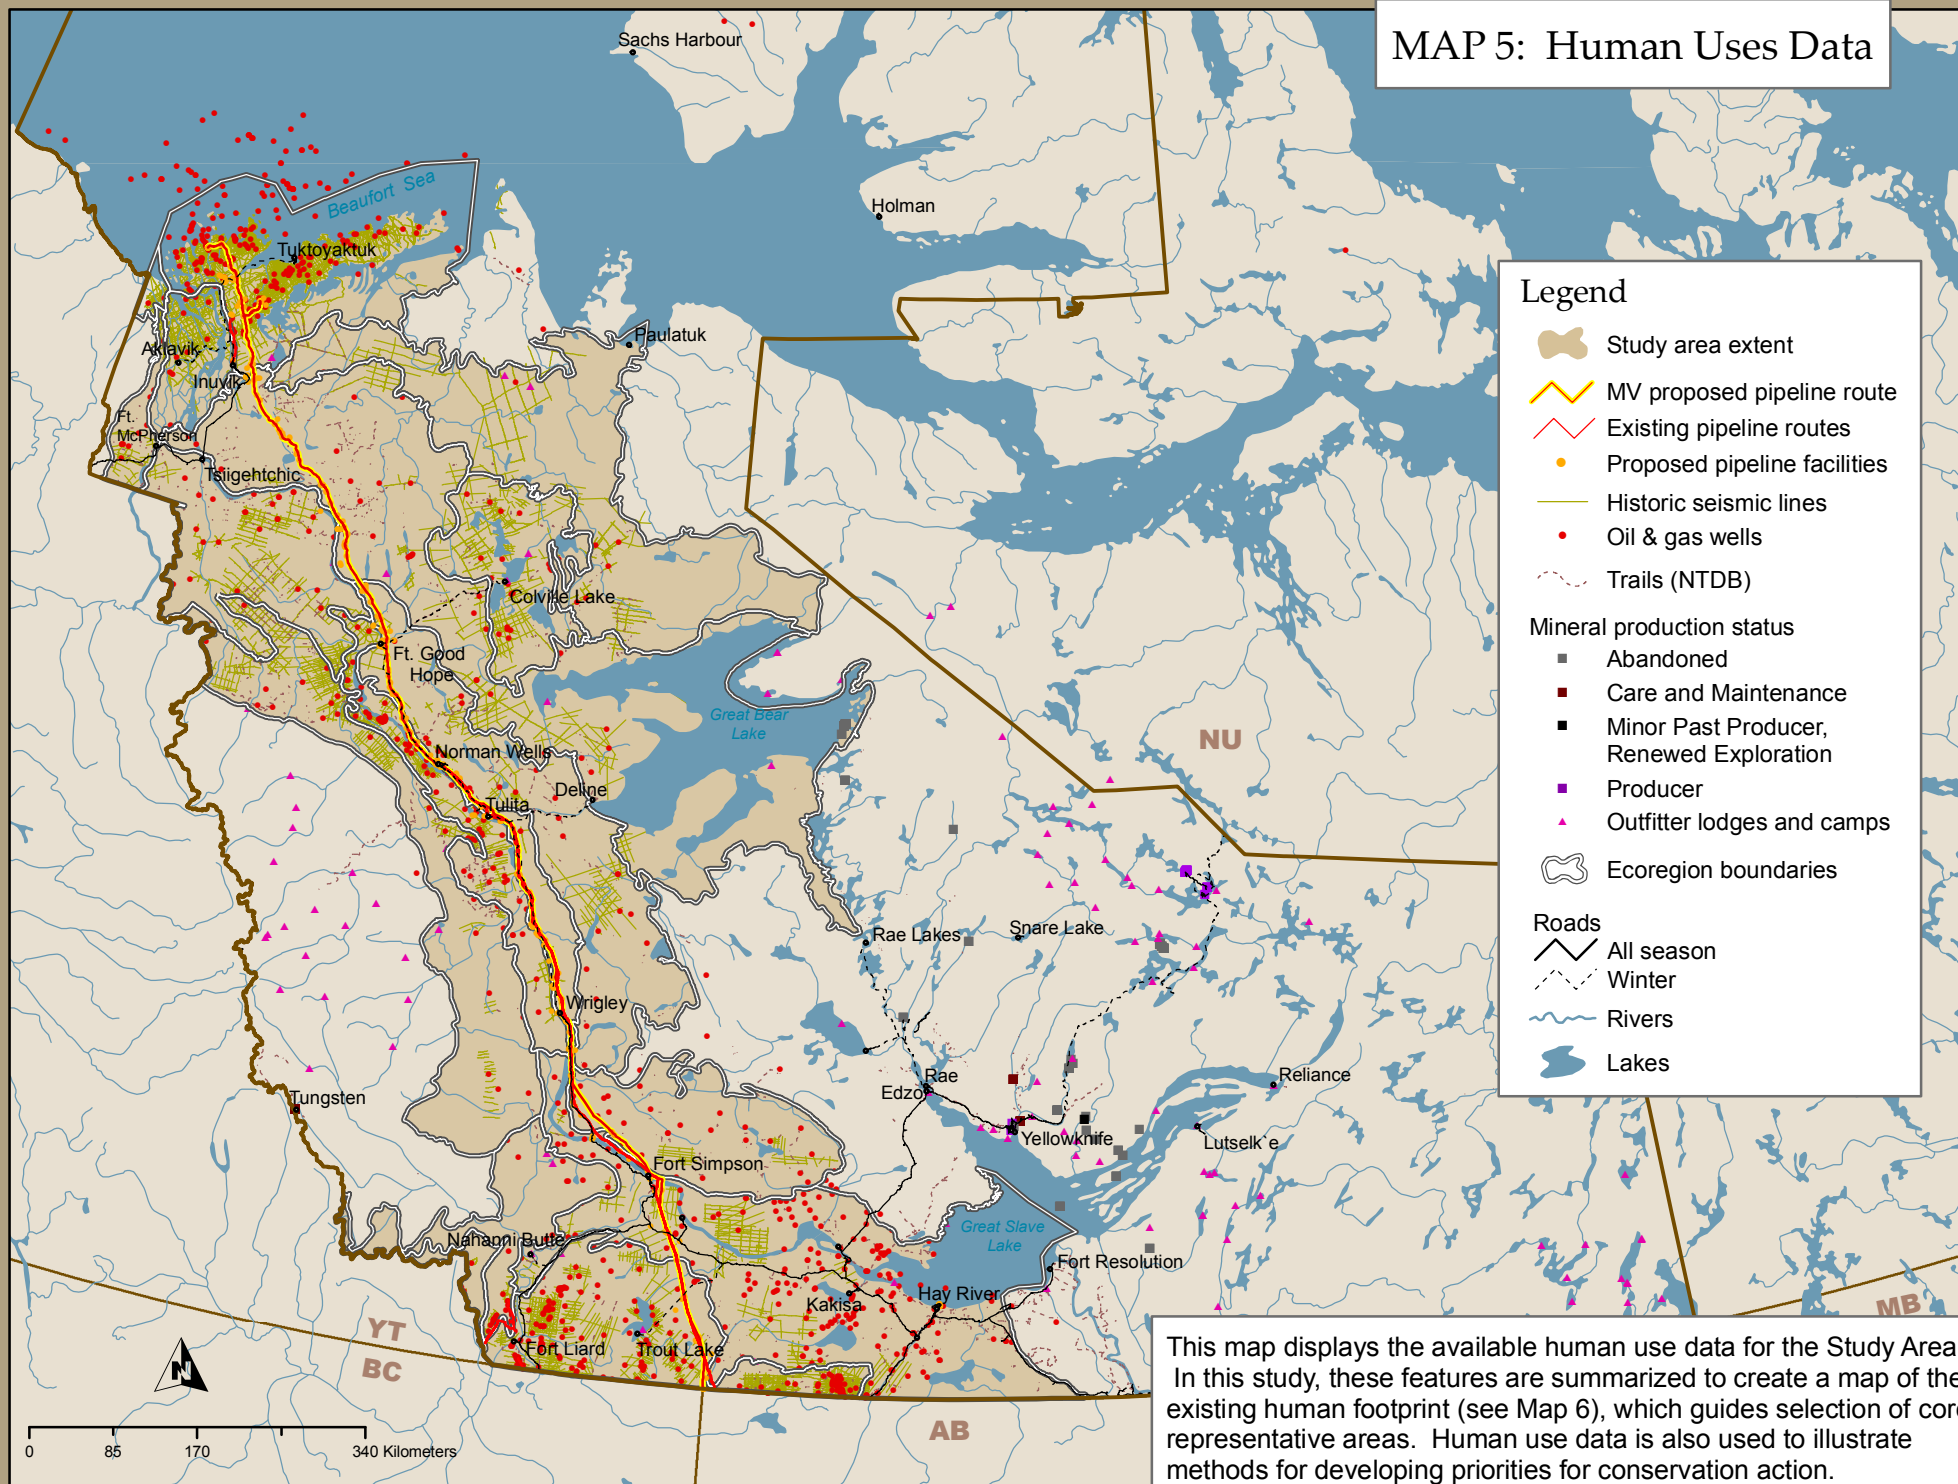 MAP 5: Human Uses Data
Sachs Harbour
Holman
Beaufort Sea
Tuktoyaktuk
Paulatuk
Aklavik
Inuvik
Ft.
McPherson
Tsiigehtchic
Colville Lake
Ft. Good
Hope
Great Bear
Lake
Norman Wells
Deline
Tulita
NU
Rae Lakes
Snare Lake
Wrigley
Rae
Edzo
Reliance
Tungsten
Yellowknife
Lutselk`e
Fort Simpson
Great Slave
Lake
Nahanni Butte
Fort Resolution
Kakisa
Hay River
Fort Liard
Trout Lake
YT
BC
AB
MB
N
0 85 170 340 Kilometers
Legend
Study area extent
MV proposed pipeline route
Existing pipeline routes
Proposed pipeline facilities
Historic seismic lines
Oil & gas wells
Trails (NTDB)
Mineral production status
Abandoned
Care and Maintenance
Minor Past Producer,
Renewed Exploration
Producer
Outfitter lodges and camps
Ecoregion boundaries
Roads
All season
Winter
Rivers
Lakes
This map displays the available human use data for the Study Area
In this study, these features are summarized to create a map of the
existing human footprint (see Map 6), which guides selection of cor
representative areas. Human use data is also used to illustrate
methods for developing priorities for conservation action.